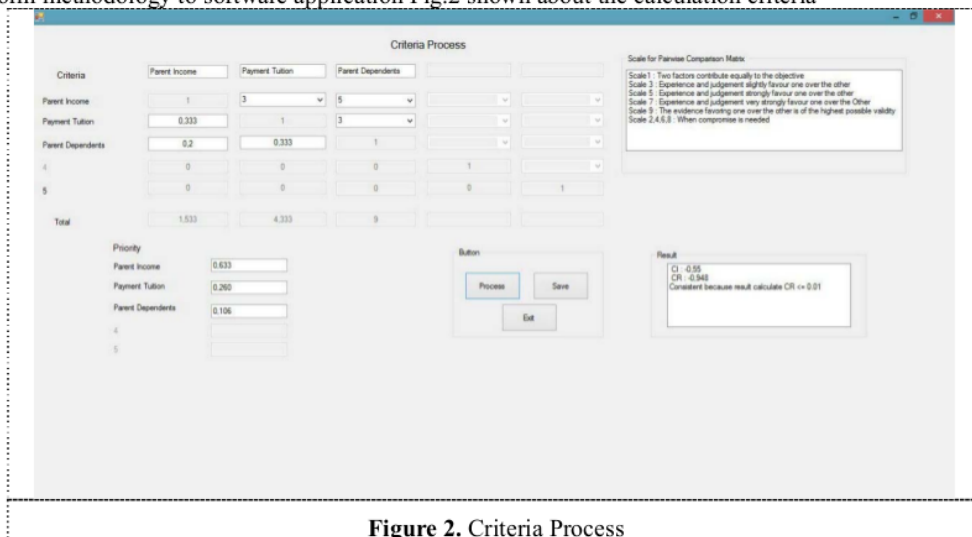 form methodology to software application Fig.2 shown about the calculation criteria
Criteria Process
Criteria Parent Income Payment Tuition Parent Dependents
Parent Income 1 3 5
Payment Tuition 0,333 1 3
Parent Dependents 0.2 0,333 1
4 0 0 0 1
5 0 0 0 0 1
Total 1,533 4,333 9
Scale for Pairwise Comparison Matrix
Scale1 : Two factors contribute equally to the objective
Scale 3 : Experience and judgement slightly favour one over the other
Scale 5 : Experience and judgement strongly favour one over the other
Scale 7 : Experience and judgement very strongly favour one over the Other
Scale 9 : The evidence favoring one over the other is of the highest possible validity
Scale 2,4,6,8 : When compromise is needed
Priority
Parent Income 0,633
Payment Tuition 0,260
Parent Dependents 0,106
4
5
Button
Process Save
Exit
Result
CI : -0,55
CR : -0,948
Consistent because result calculate CR <= 0.01
Figure 2. Criteria Process